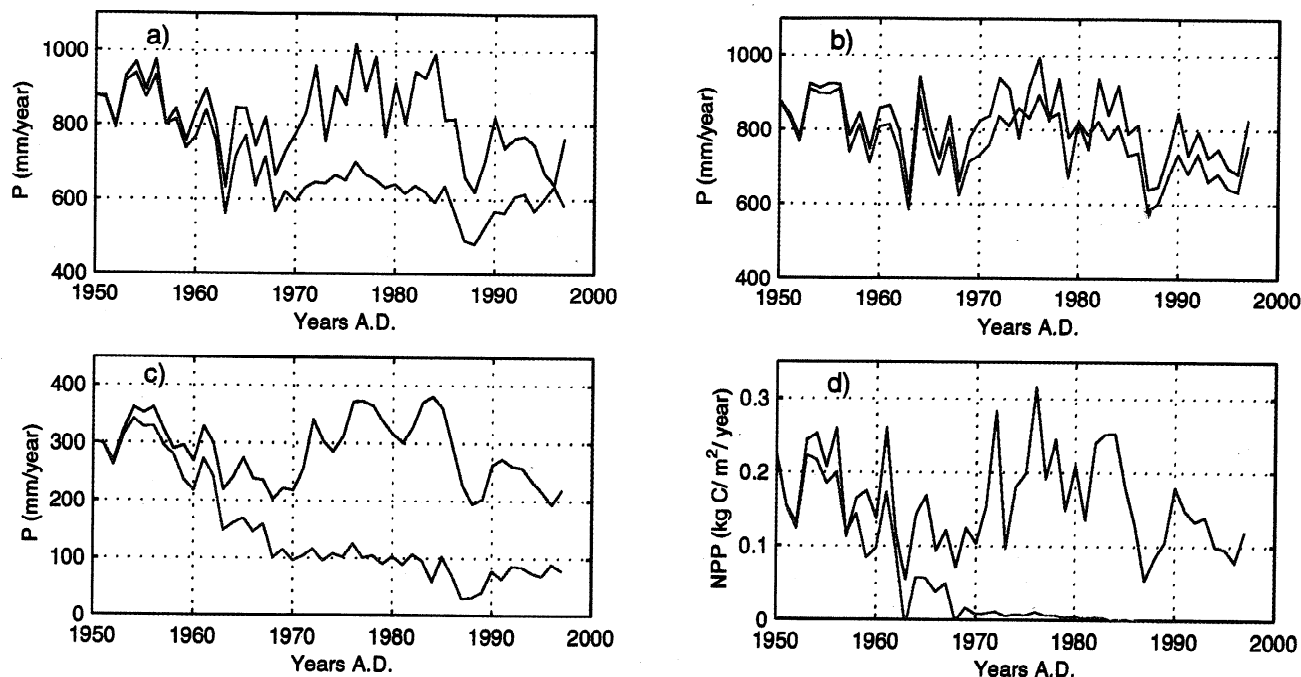 a)
1000
800
600
400
P (mm/year)
1950 1960 1970 1980 1990 2000
Years A.D.
b)
1000
800
600
400
P (mm/year)
1950 1960 1970 1980 1990 2000
Years A.D.
c)
400
300
200
100
0
P (mm/year)
1950 1960 1970 1980 1990 2000
Years A.D.
d)
0.3
0.2
0.1
0
NPP (kg C/ m²/ year)
1950 1960 1970 1980 1990 2000
Years A.D.